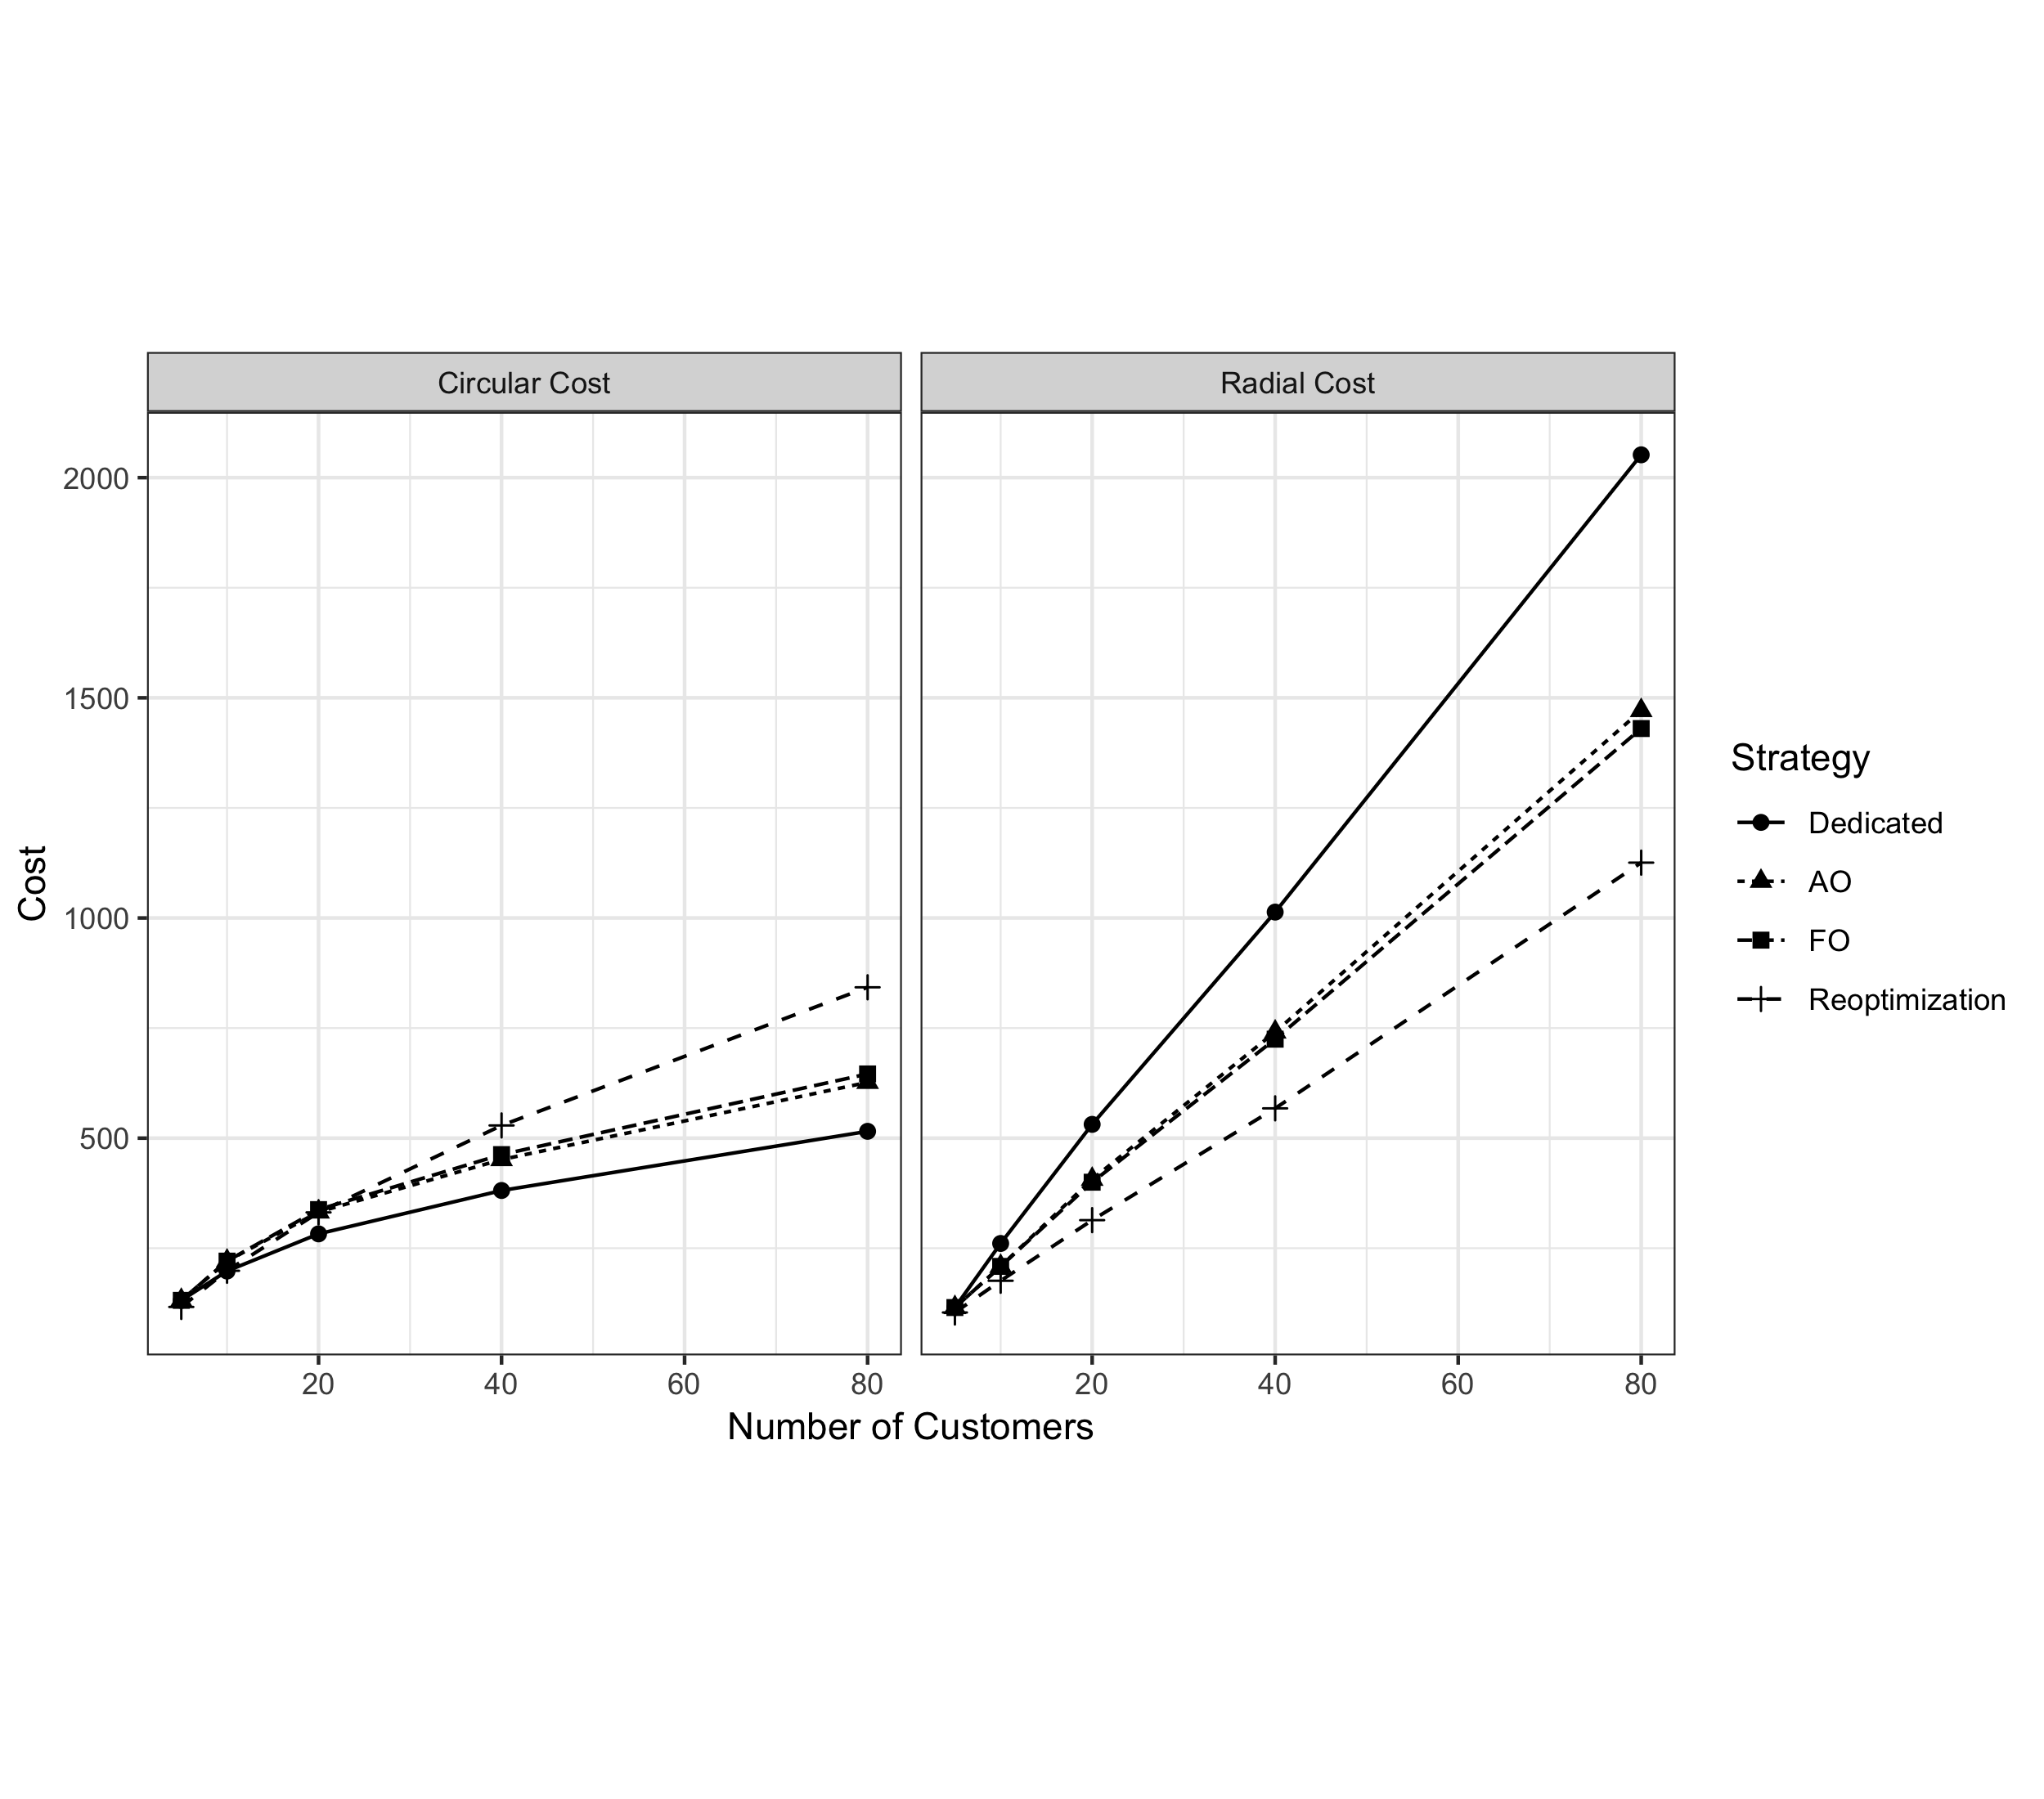 Circular Cost
Radial Cost
2000
1500
1000
500
Cost
20 40 60 80
20 40 60 80
Number of Customers
Strategy
Dedicated
AO
FO
Reoptimization